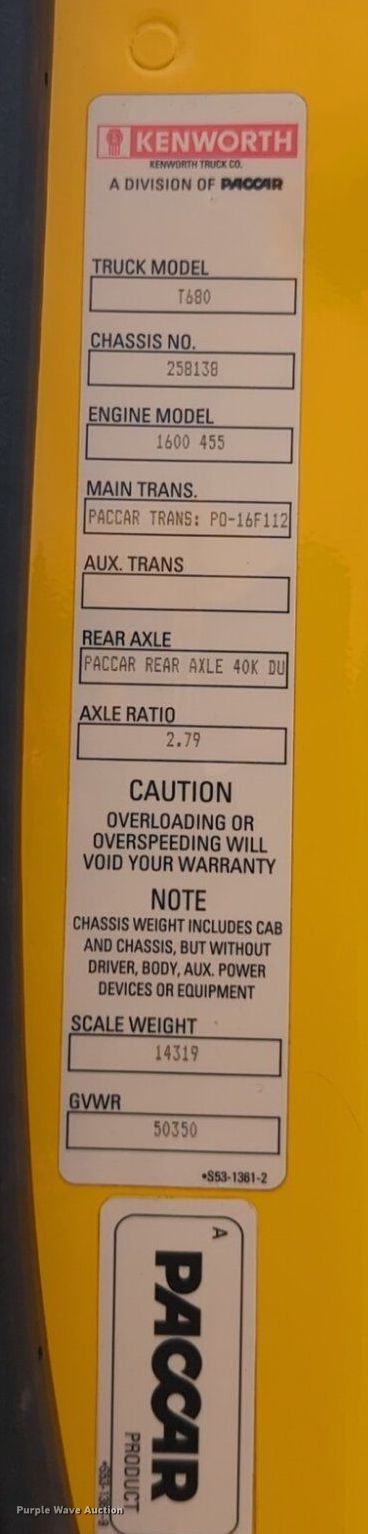 KENWORTH
KENWORTH TRUCK CO.
A DIVISION OF PACCAR
TRUCK MODEL
T680
CHASSIS NO.
258138
ENGINE MODEL
1600 455
MAIN TRANS.
PACCAR TRANS: PO-16F112
AUX. TRANS
REAR AXLE
PACCAR REAR AXLE 40K DU
AXLE RATIO
2.79
CAUTION
OVERLOADING OR
OVERSPEEDING WILL
VOID YOUR WARRANTY
NOTE
CHASSIS WEIGHT INCLUDES CAB
AND CHASSIS, BUT WITHOUT
DRIVER, BODY, AUX. POWER
DEVICES OR EQUIPMENT
SCALE WEIGHT
14319
GVWR
50350
•S53-1361-2
A
PACCAR
PRODUCT
Purple Wave Auction